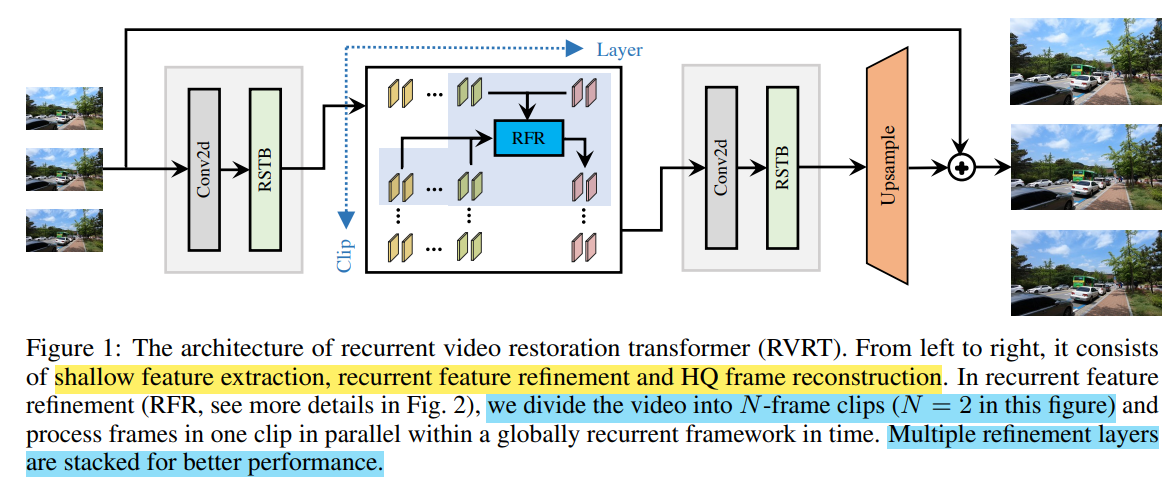 Layer
Clip
Conv2d
RSTB
...
RFR
...
...
Conv2d
RSTB
Upsample
Figure 1: The architecture of recurrent video restoration transformer (RVRT). From left to right, it consists
of shallow feature extraction, recurrent feature refinement and HQ frame reconstruction. In recurrent feature
refinement (RFR, see more details in Fig. 2), we divide the video into N-frame clips (N = 2 in this figure) and
process frames in one clip in parallel within a globally recurrent framework in time. Multiple refinement layers
are stacked for better performance.